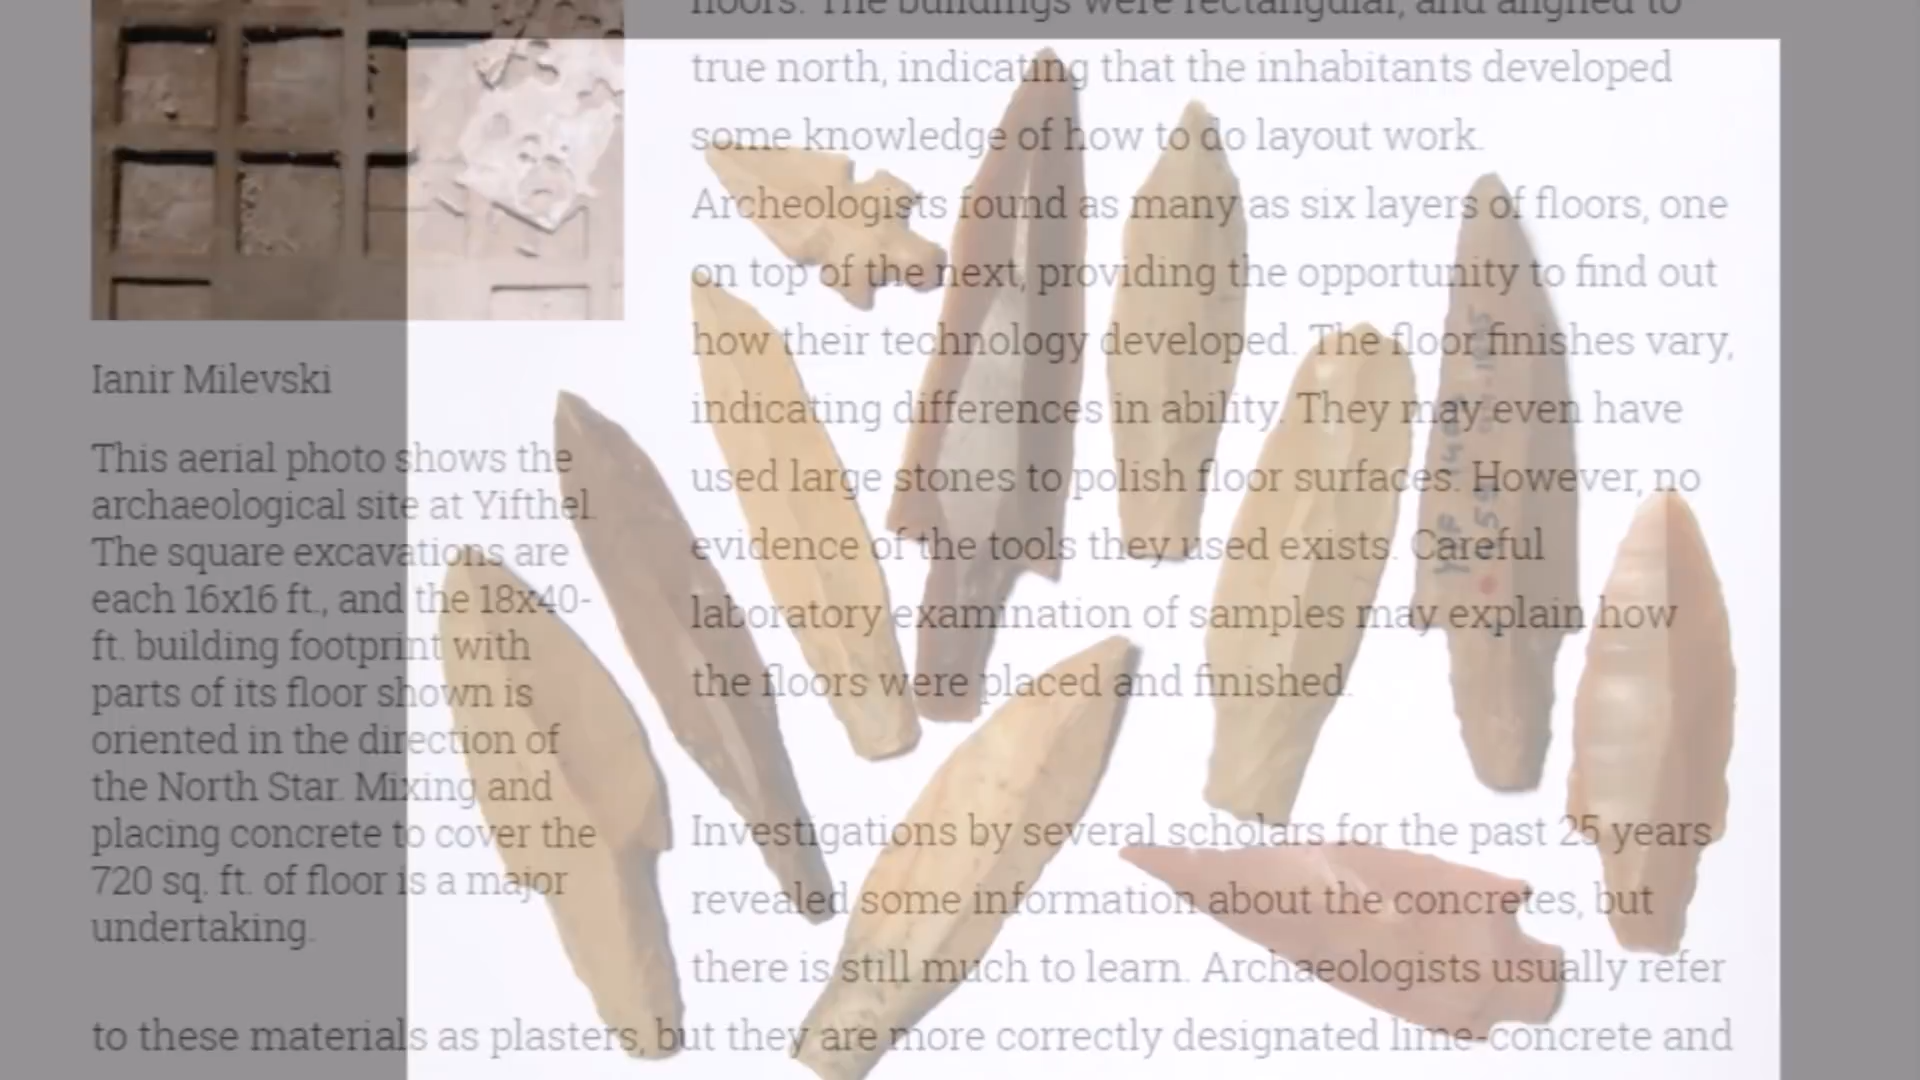 floors. The buildings were rectangular, and aligned to
true north, indicating that the inhabitants developed
some knowledge of how to do layout work.
Archeologists found as many as six layers of floors, one
on top of the next, providing the opportunity to find out
how their technology developed. The floor finishes vary,
indicating differences in ability. They may even have
used large stones to polish floor surfaces. However, no
evidence of the tools they used exists. Careful
laboratory examination of samples may explain how
the floors were placed and finished.
Ianir Milevski
This aerial photo shows the
archaeological site at Yifthel.
The square excavations are
each 16x16 ft., and the 18x40-
ft. building footprint with
parts of its floor shown is
oriented in the direction of
the North Star. Mixing and
placing concrete to cover the
720 sq. ft. of floor is a major
undertaking.
Investigations by several scholars for the past 25 years
revealed some information about the concretes, but
there is still much to learn. Archaeologists usually refer
to these materials as plasters, but they are more correctly designated lime-concrete and